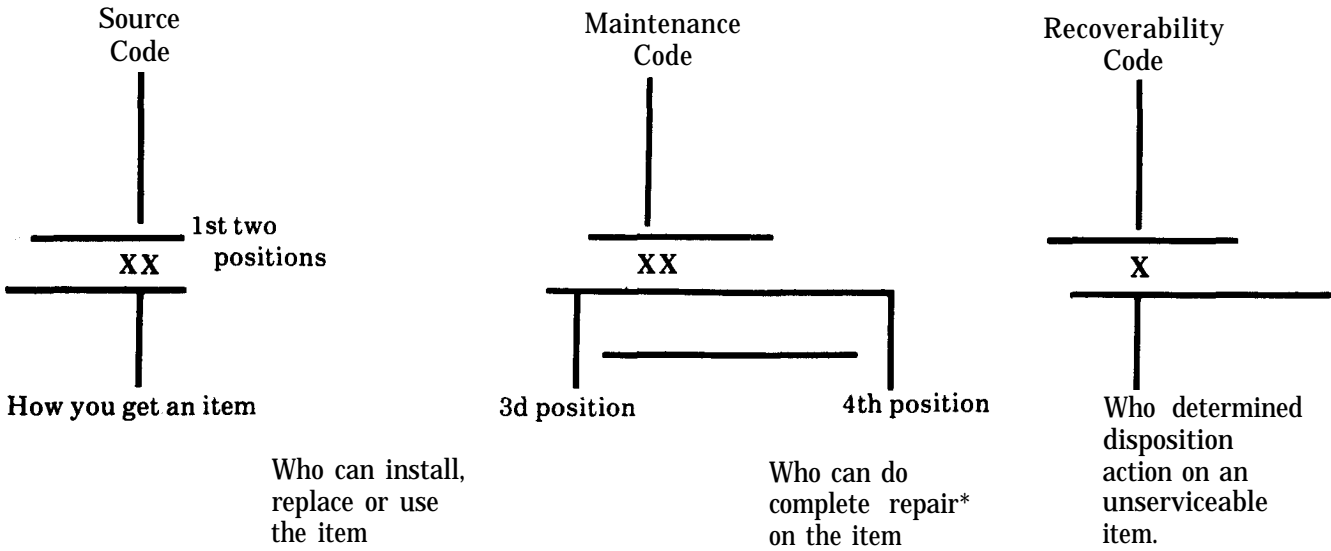 Source
Code
Maintenance
Code
Recoverability
Code
1st two
positions
XX
XX
X
How you get an item
3d position
4th position
Who can install,
replace or use
the item
Who can do
complete repair*
on the item
Who determined
disposition
action on an
unserviceable
item.